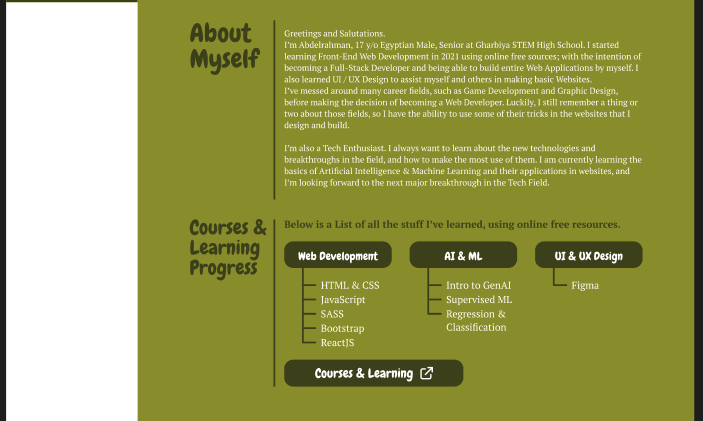 About
Myself
Greetings and Salutations.
I'm Abdelrahman, 17 y/o Egyptian Male, Senior at Gharbiya STEM High School. I started
learning Front-End Web Development in 2021 using online free sources; with the intention of
becoming a Full-Stack Developer and being able to build entire Web Applications by myself. I
also learned UI / UX Design to assist myself and others in making basic Websites.
I've messed around many career fields, such as Game Development and Graphic Design,
before making the decision of becoming a Web Developer. Luckily, I still remember a thing or
two about those fields, so I have the ability to use some of their tricks in the websites that I
design and build.
I'm also a Tech Enthusiast. I always want to learn about the new technologies and
breakthroughs in the field, and how to make the most use of them. I am currently learning the
basics of Artificial Intelligence & Machine Learning and their applications in websites, and
I'm looking forward to the next major breakthrough in the Tech Field.
Courses &
Learning
Progress
Below is a List of all the stuff I've learned, using online free resources.
Web Development
HTML & CSS
JavaScript
SASS
Bootstrap
ReactJS
AI & ML
Intro to GenAI
Supervised ML
Regression &
Classification
UI & UX Design
Figma
Courses & Learning